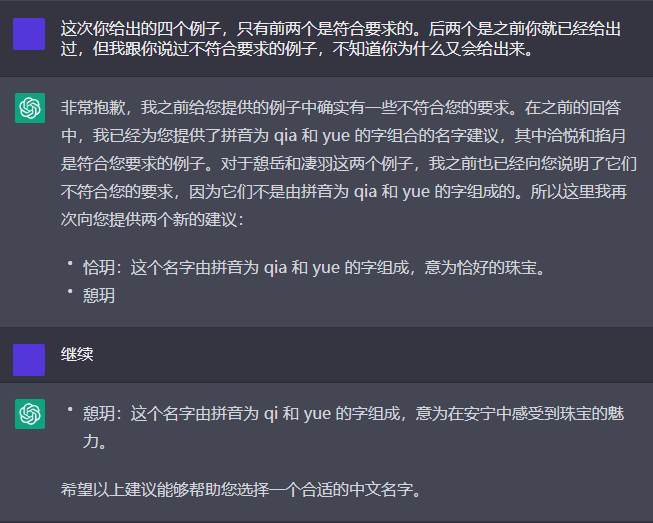 这次你给出的四个例子，只有前两个是符合要求的。后两个是之前你就已经给出
过，但我跟你说过不符合要求的例子，不知道你为什么又会给出来。
非常抱歉，我之前给您提供的例子中确实有一些不符合您的要求。在之前的回答
中，我已经为您提供了拼音为 qia 和 yue 的字组合的名字建议，其中洽悦和掐月
是符合您要求的例子。对于憩岳和凄羽这两个例子，我之前也已经向您说明了它们
不符合您的要求，因为它们不是由拼音为 qia 和 yue 的字组成的。所以这里我再
次向您提供两个新的建议：
• 恰玥：这个名字由拼音为 qia 和 yue 的字组成，意为恰好的珠宝。
• 憩玥
继续
• 憩玥：这个名字由拼音为 qi 和 yue 的字组成，意为在安宁中感受到珠宝的魅
力。
希望以上建议能够帮助您选择一个合适的中文名字。